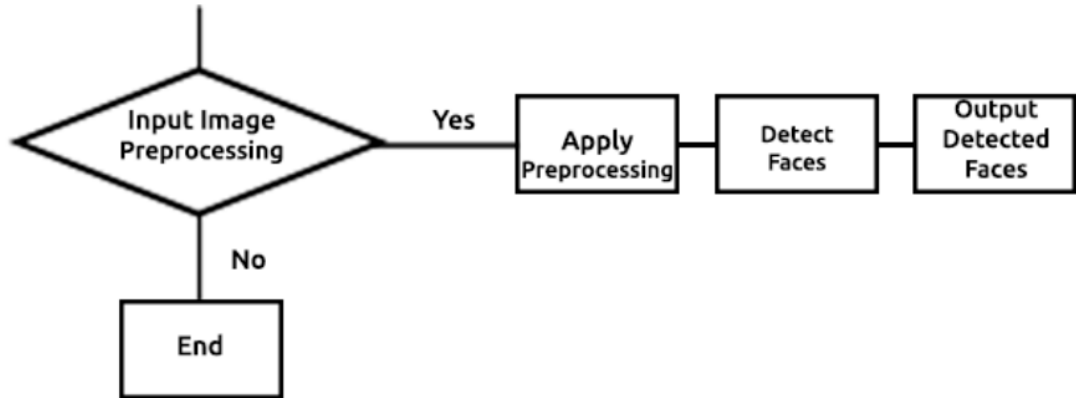 Input Image
Preprocessing
Yes
Apply
Preprocessing
Detect
Faces
Output
Detected
Faces
No
End